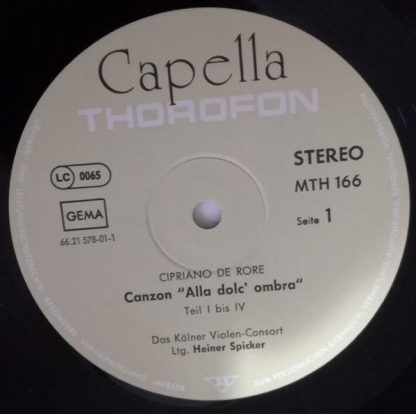 Capella
THOROFON
LC 0065
STEREO
MTH 166
GEMA
Seite 1
66.21 578-01-1
CIPRIANO DE RORE
Canzon "Alla dolc' ombra"
Teil I bis IV
Das Kölner Violen-Consort
Ltg. Heiner Spicker
33